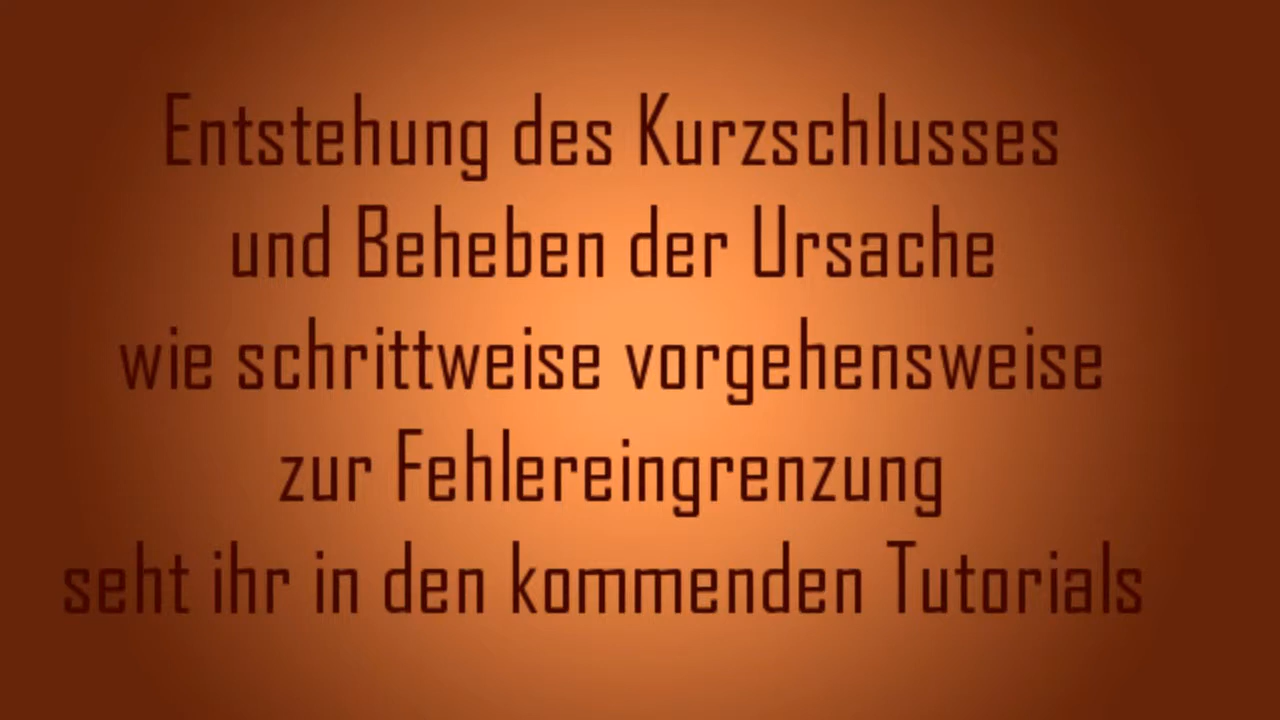 Entstehung des Kurzschlusses
und Beheben der Ursache
wie schrittweise vorgehensweise
zur Fehlereingrenzung
seht ihr in den kommenden Tutorials